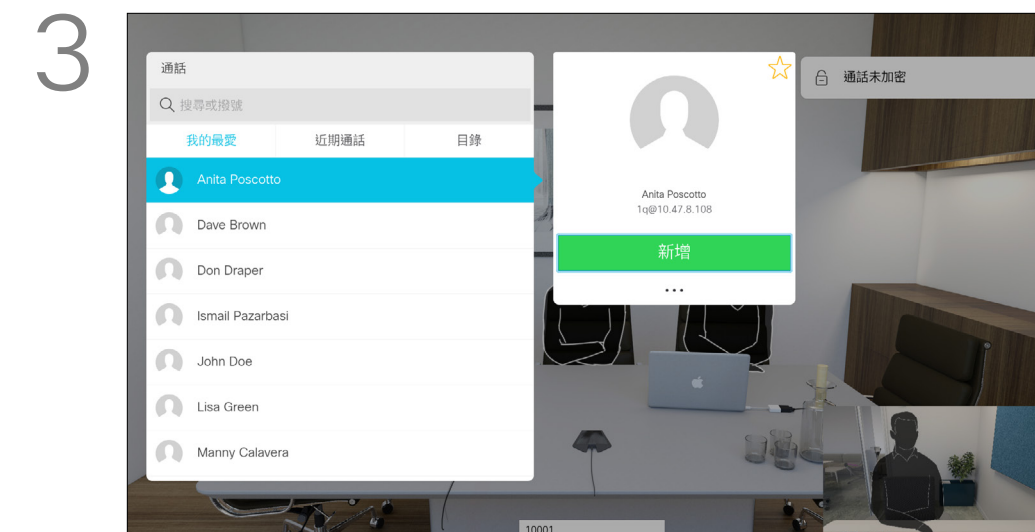 3
通話
搜尋或撥號
我的最愛 近期通話 目錄
Anita Poscotto
Dave Brown
Don Draper
Ismail Pazarbasi
John Doe
Lisa Green
Manny Calavera
Anita Poscotto
1q@10.47.8.108
新增
...
通話未加密
10001